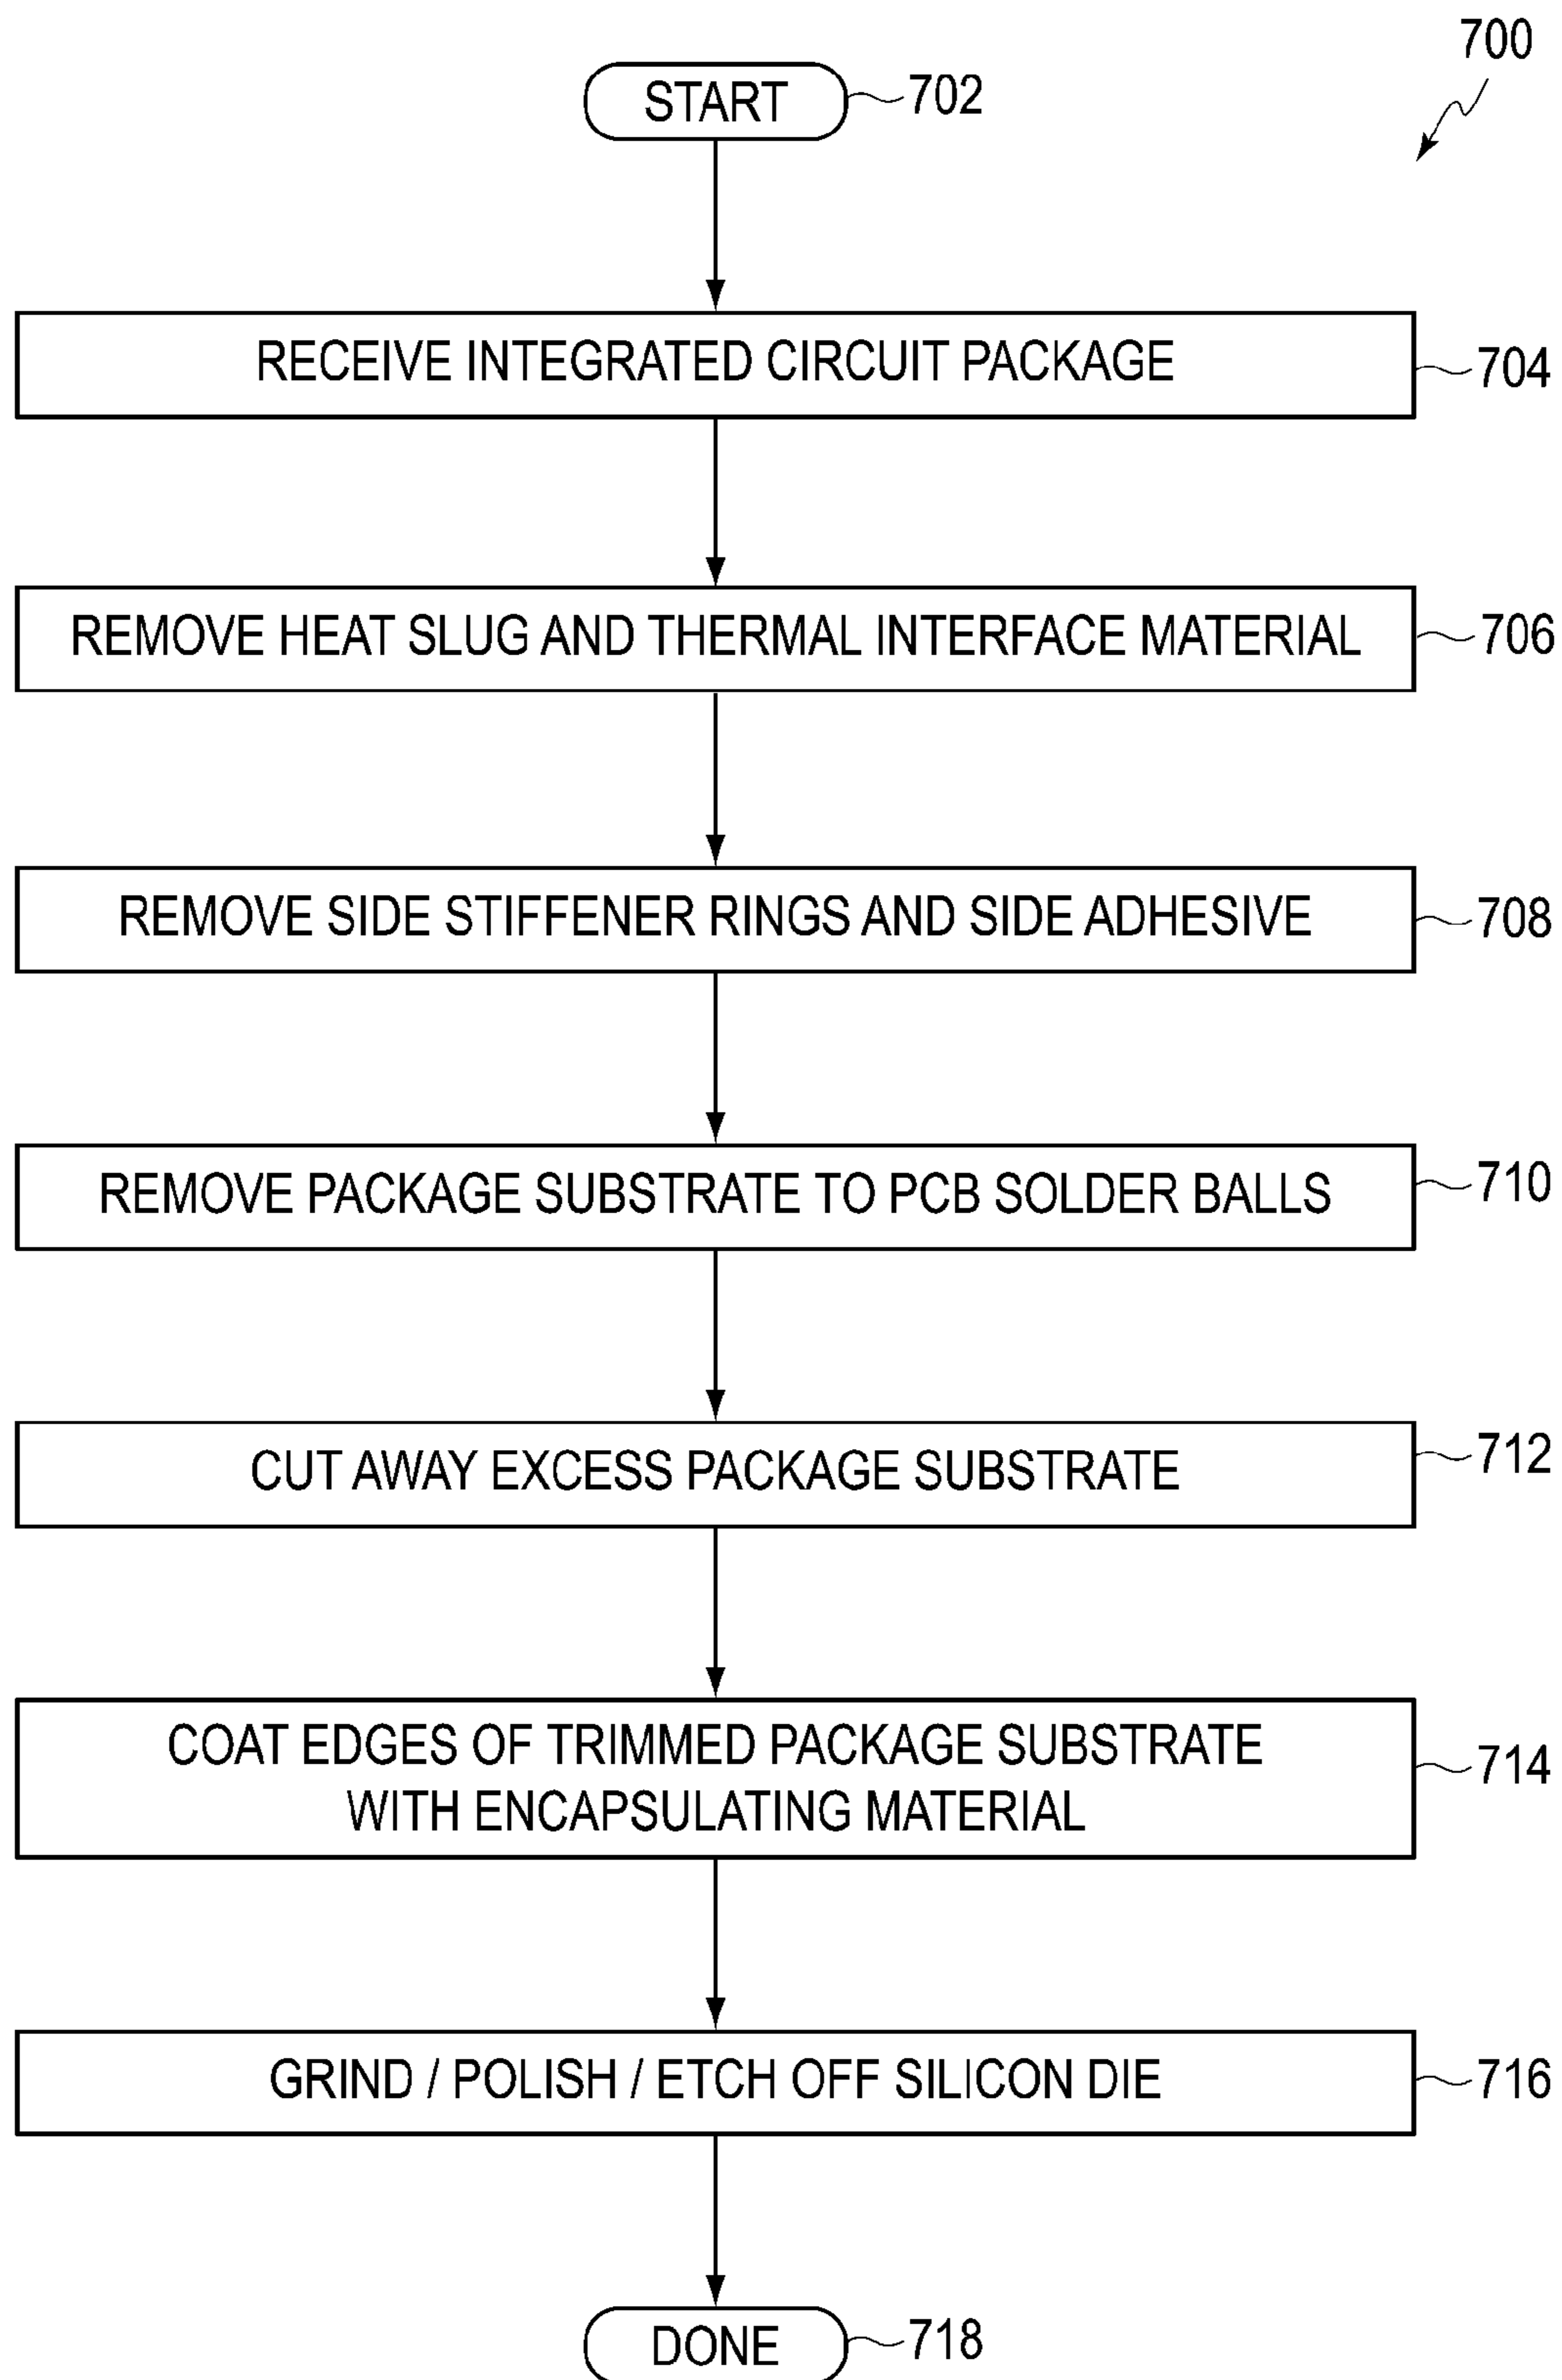 700
START
702
RECEIVE INTEGRATED CIRCUIT PACKAGE
704
REMOVE HEAT SLUG AND THERMAL INTERFACE MATERIAL
706
REMOVE SIDE STIFFENER RINGS AND SIDE ADHESIVE
708
REMOVE PACKAGE SUBSTRATE TO PCB SOLDER BALLS
710
CUT AWAY EXCESS PACKAGE SUBSTRATE
712
COAT EDGES OF TRIMMED PACKAGE SUBSTRATE
WITH ENCAPSULATING MATERIAL
714
GRIND / POLISH / ETCH OFF SILICON DIE
716
DONE
718